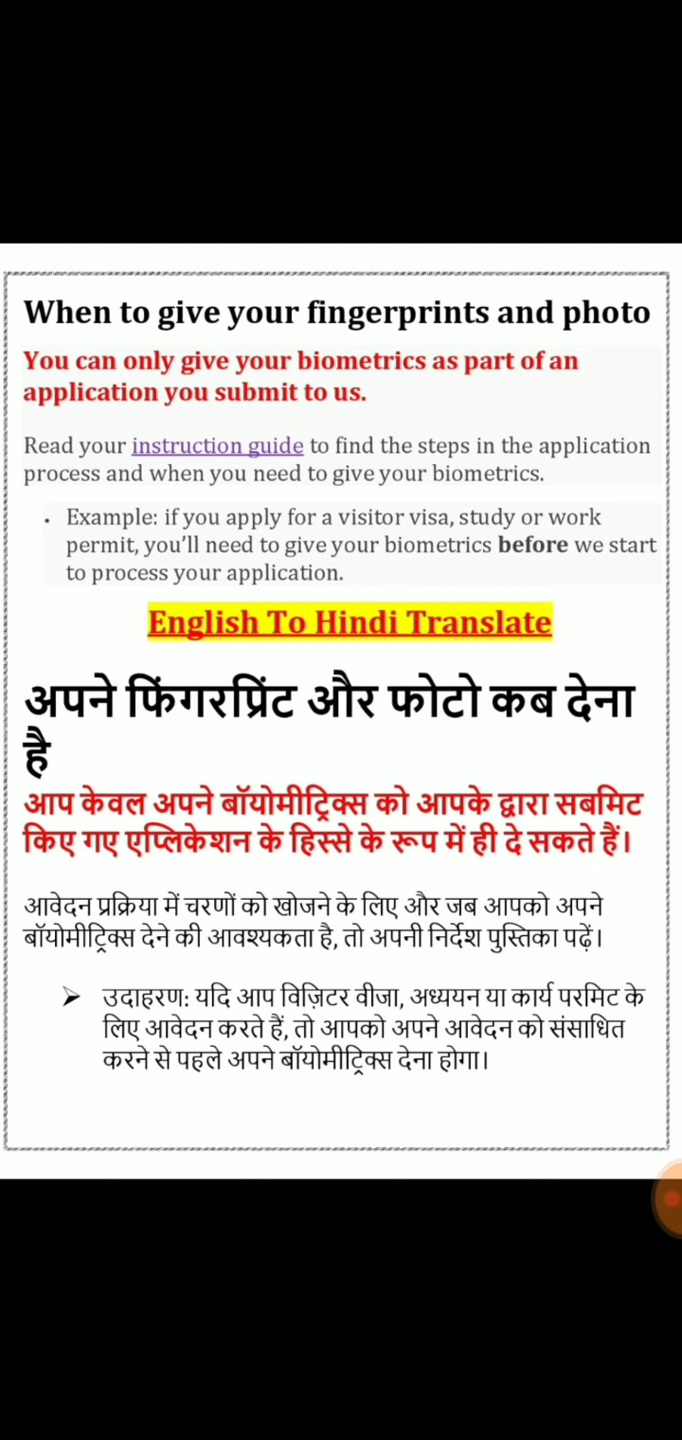 When to give your fingerprints and photo
You can only give your biometrics as part of an
application you submit to us.
Read your instruction guide to find the steps in the application
process and when you need to give your biometrics.
• Example: if you apply for a visitor visa, study or work
permit, you’ll need to give your biometrics before we start
to process your application.
English To Hindi Translate
अपने फिंगरप्रिंट और फोटो कब देना
है
आप केवल अपने बॉयोमीट्रिक्स को आपके द्वारा सबमिट
किए गए एप्लिकेशन के हिस्से के रूप में ही दे सकते हैं।
आवेदन प्रक्रिया में चरणों को खोजने के लिए और जब आपको अपने
बॉयोमीट्रिक्स देने की आवश्यकता है, तो अपनी निर्देश पुस्तिका पढ़ें।
➤ उदाहरण: यदि आप विज़िटर वीजा, अध्ययन या कार्य परमिट के
लिए आवेदन करते हैं, तो आपको अपने आवेदन को संसाधित
करने से पहले अपने बॉयोमीट्रिक्स देना होगा।